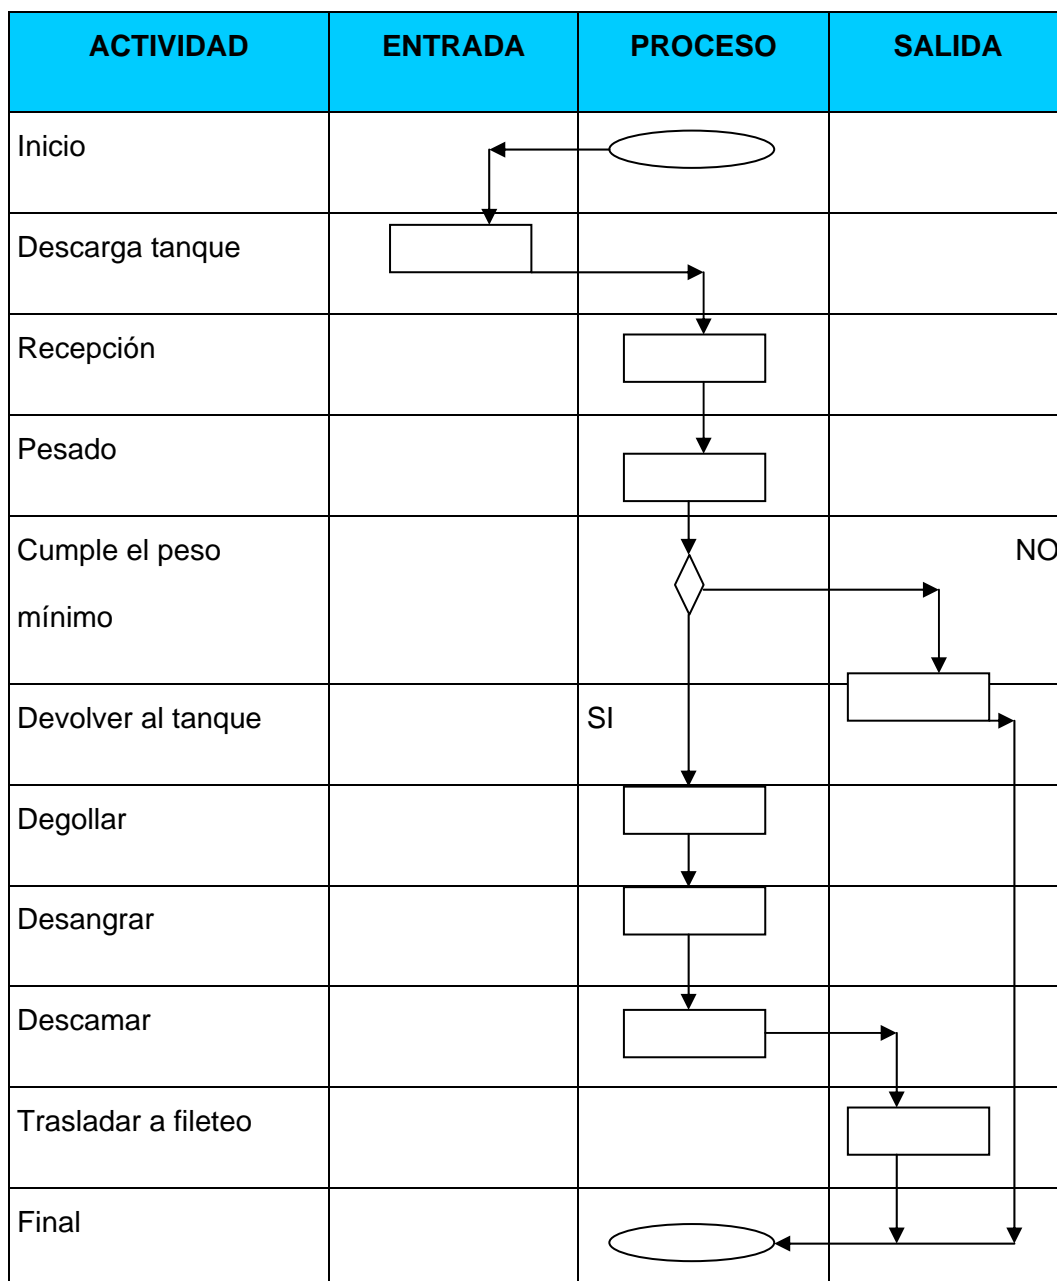 ACTIVIDAD ENTRADA PROCESO SALIDA
Inicio
Descarga tanque
Recepción
Pesado
Cumple el peso NO
mínimo
Devolver al tanque SI
Degollar
Desangrar
Descamar
Trasladar a fileteo
Final